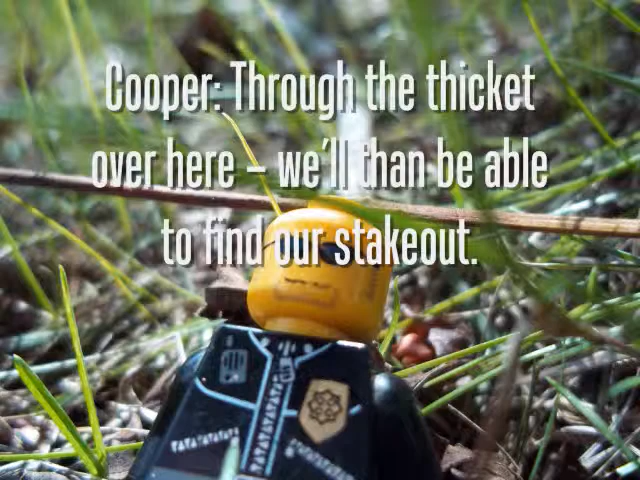 Cooper: Through the thicket
over here – we'll than be able
to find our stakeout.